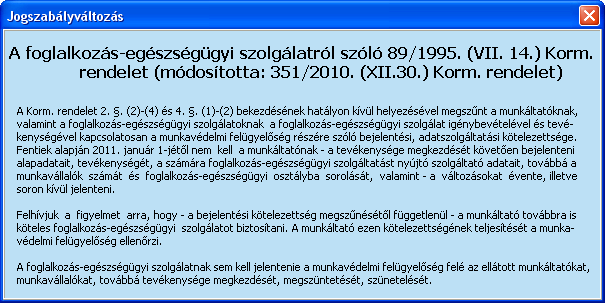 Jogszabályváltozás
A foglalkozás-egészségügyi szolgálatról szóló 89/1995. (VII. 14.) Korm.
rendelet (módosította: 351/2010. (XII.30.) Korm. rendelet)
A Korm. rendelet 2. §. (2)-(4) és 4. §. (1)-(2) bekezdésének hatályon kívül helyezésével megszűnt a munkáltatóknak,
valamint a foglalkozás-egészségügyi szolgálatoknak a foglalkozás-egészségügyi szolgálat igénybevételével és tevé-
kenységével kapcsolatosan a munkavédelmi felügyelőség részére szóló bejelentési, adatszolgáltatási kötelezettsége.
Fentiek alapján 2011. január 1-jétől nem kell a munkáltatónak - a tevékenysége megkezdését követően bejelenteni
alapadatait, tevékenységét, a számára foglalkozás-egészségügyi szolgáltatást nyújtó szolgáltató adatait, továbbá a
munkavállalók számát és foglalkozás-egészségügyi osztályba sorolását, valamint - a változásokat évente, illetve
soron kívül jelenteni.
Felhívjuk a figyelmet arra, hogy - a bejelentési kötelezettség megszűnésétől függetlenül - a munkáltató továbbra is
köteles foglalkozás-egészségügyi szolgálatot biztosítani. A munkáltató ezen kötelezettségének teljesítését a munka-
védelmi felügyelőség ellenőrzi.
A foglalkozás-egészségügyi szolgálatnak sem kell jelentenie a munkavédelmi felügyelőség felé az ellátott munkáltatókat,
munkavállalókat, továbbá tevékenysége megkezdését, megszüntetését, szünetelését.